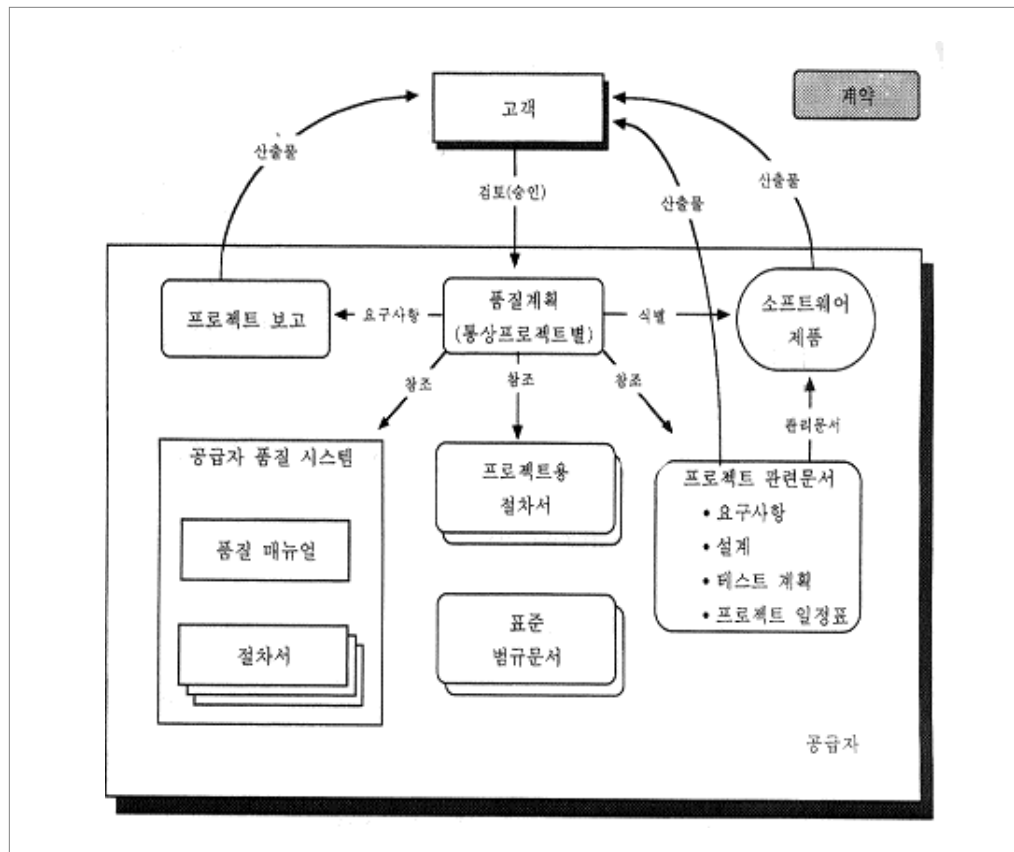 고객
계약
산출물
산출물
산출물
검토(승인)
프로젝트 보고
요구사항
품질계획
(통상프로젝트별)
식별
소프트웨어
제품
참조
참조
참조
관리문서
공급자 품질 시스템
품질 매뉴얼
절차서
프로젝트용
절차서
표준
범규문서
프로젝트 관련문서
• 요구사항
• 설계
• 테스트 계획
• 프로젝트 일정표
공급자